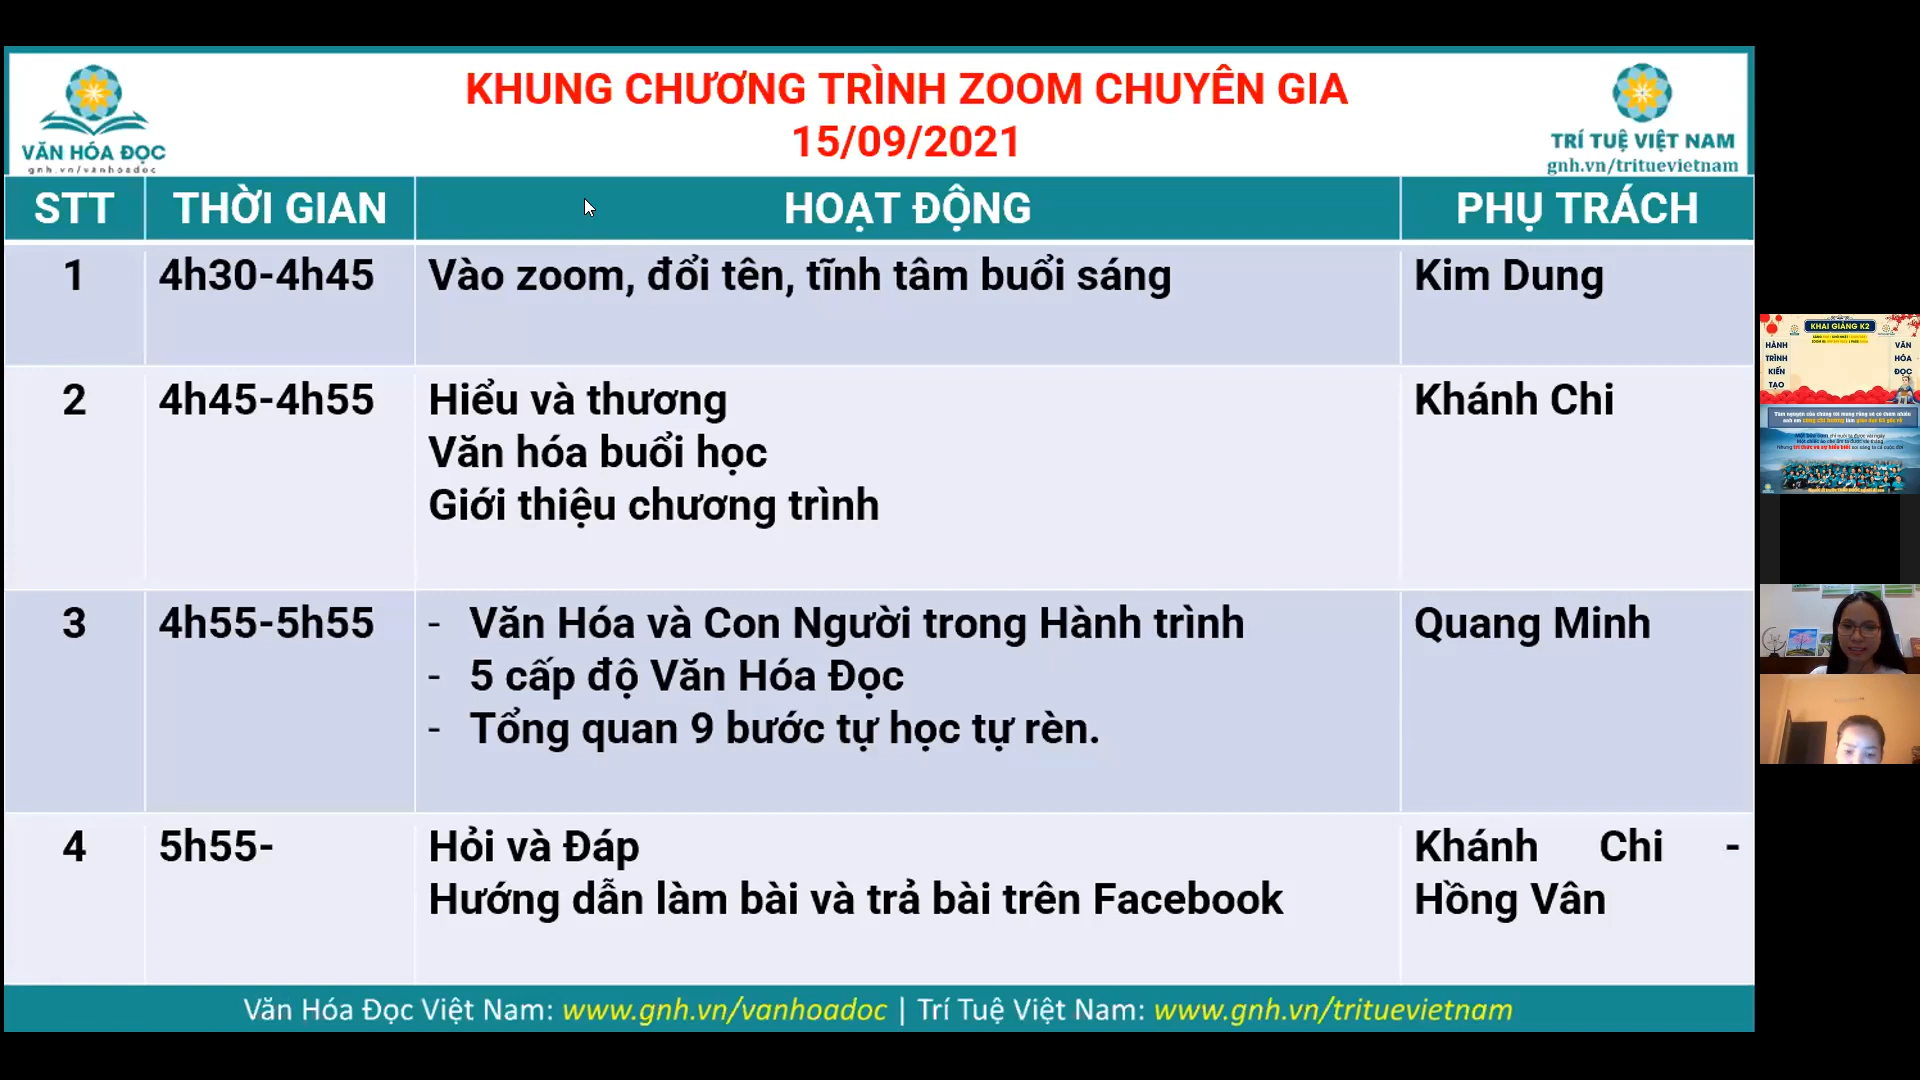 KHUNG CHƯƠNG TRÌNH ZOOM CHUYÊN GIA
15/09/2021
VĂN HÓA ĐỌC
gnh.vn/vanhoadoc
TRÍ TUỆ VIỆT NAM
gnh.vn/trituevietnam
STT THỜI GIAN HOẠT ĐỘNG PHỤ TRÁCH
1 4h30-4h45 Vào zoom, đổi tên, tĩnh tâm buổi sáng Kim Dung
2 4h45-4h55 Hiểu và thương Khánh Chi
Văn hóa buổi học
Giới thiệu chương trình
3 4h55-5h55 - Văn Hóa và Con Người trong Hành trình Quang Minh
- 5 cấp độ Văn Hóa Đọc
- Tổng quan 9 bước tự học tự rèn.
4 5h55- Hỏi và Đáp Khánh Chi -
Hướng dẫn làm bài và trả bài trên Facebook Hồng Vân
Văn Hóa Đọc Việt Nam: www.gnh.vn/vanhoadoc | Trí Tuệ Việt Nam: www.gnh.vn/trituevietnam
KHAI GIẢNG K2
HÀNH
TRÌNH
KIẾN
TẠO
VĂN
HÓA
ĐỌC